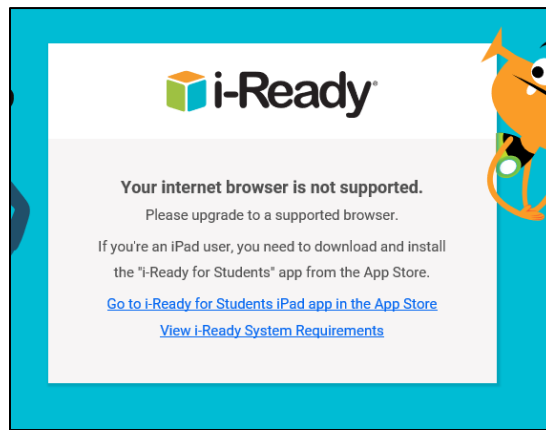 i-Ready®
Your internet browser is not supported.
Please upgrade to a supported browser.
If you're an iPad user, you need to download and install
the "i-Ready for Students" app from the App Store.
Go to i-Ready for Students iPad app in the App Store
View i-Ready System Requirements